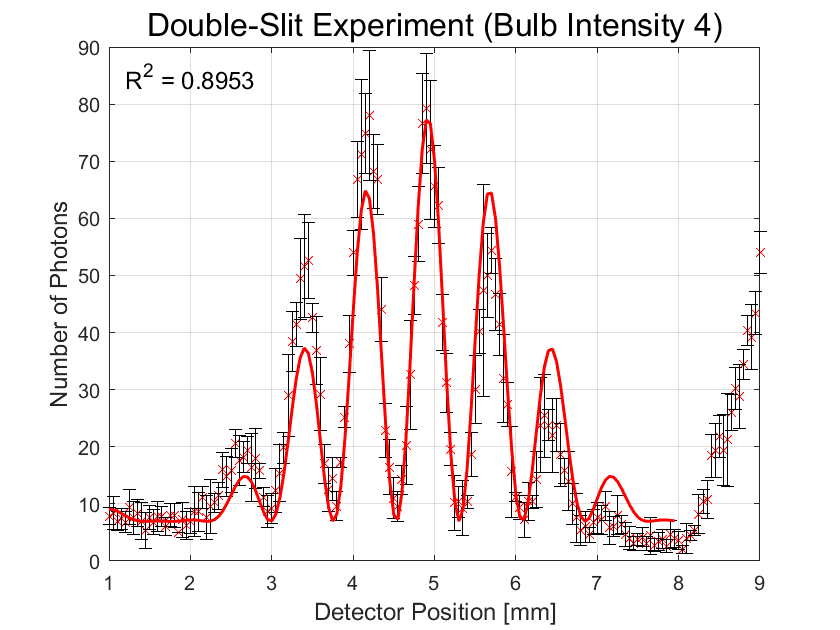 Double-Slit Experiment (Bulb Intensity 4)
R² = 0.8953
90
80
70
60
50
40
30
20
10
0
Number of Photons
1 2 3 4 5 6 7 8 9
Detector Position [mm]